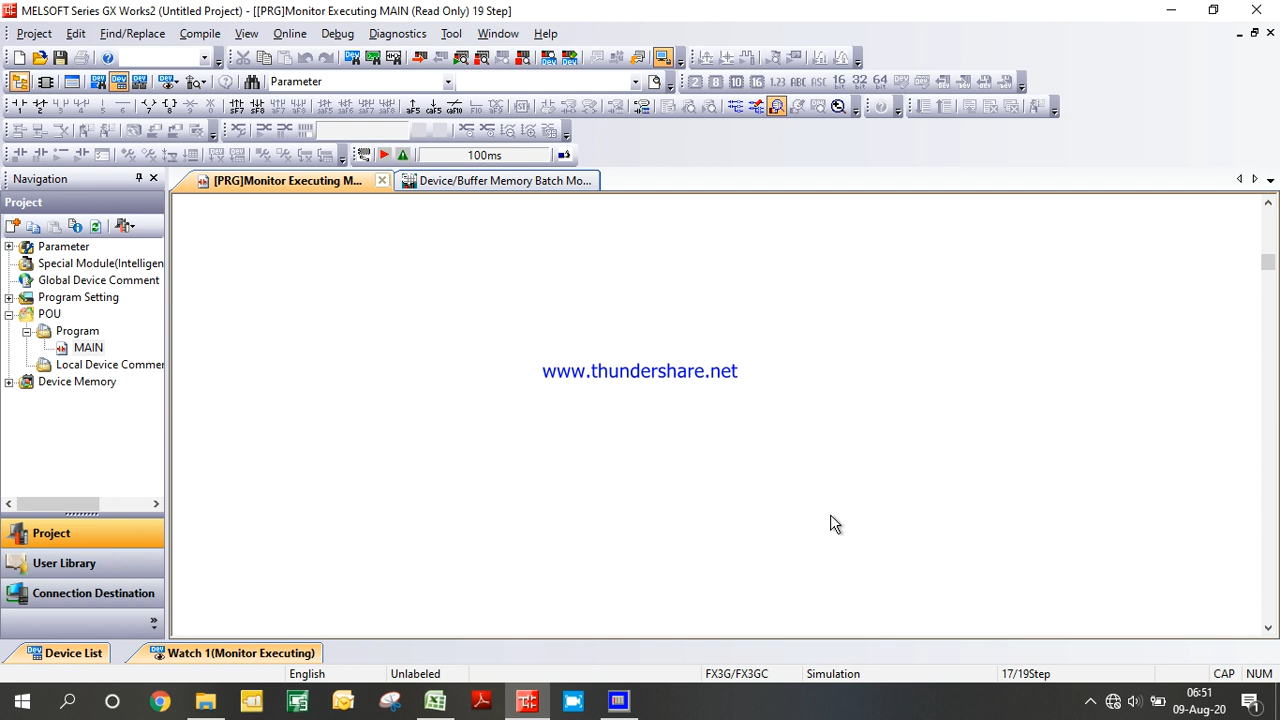 MELSOFT Series GX Works2 (Untitled Project) - [[PRG]Monitor Executing MAIN (Read Only) 19 Step]
Project Edit Find/Replace Compile View Online Debug Diagnostics Tool Window Help
Parameter
100ms
Navigation
[PRG]Monitor Executing M...
Device/Buffer Memory Batch Mo...
Project
Parameter
Special Module(Intelligen
Global Device Comment
Program Setting
POU
Program
MAIN
Local Device Commer
Device Memory
www.thundershare.net
Project
User Library
Connection Destination
Device List
Watch 1(Monitor Executing)
English Unlabeled FX3G/FX3GC Simulation 17/19Step CAP NUM
06:51
09-Aug-20